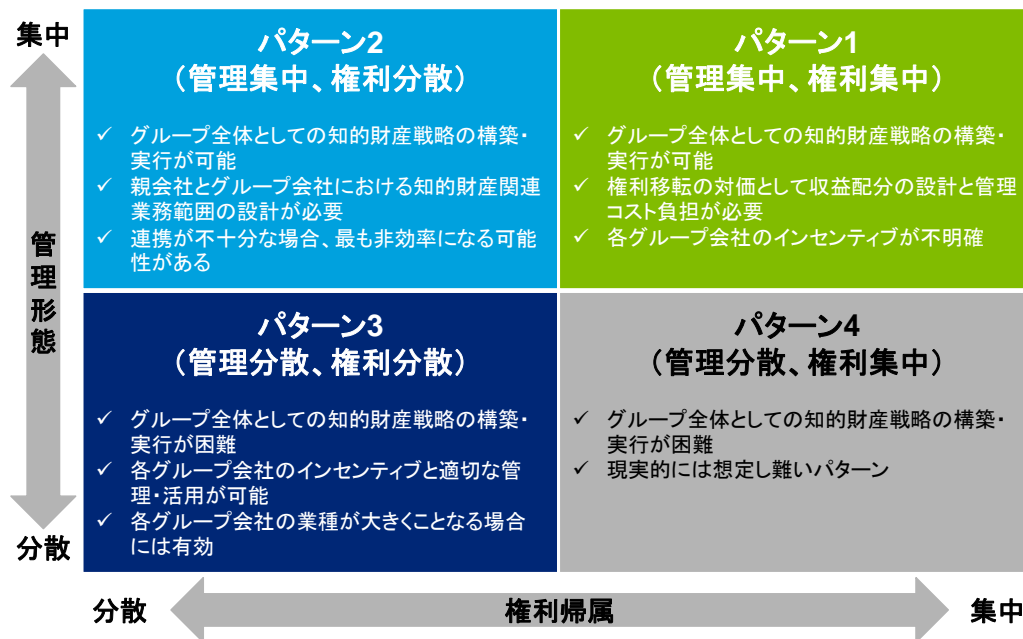 集中
管理形態
分散
パターン2
（管理集中、権利分散）
✓ グループ全体としての知的財産戦略の構築・
実行が可能
✓ 親会社とグループ会社における知的財産関連
業務範囲の設計が必要
✓ 連携が不十分な場合、最も非効率になる可能
性がある
パターン1
（管理集中、権利集中）
✓ グループ全体としての知的財産戦略の構築・
実行が可能
✓ 権利移転の対価として収益配分の設計と管理
コスト負担が必要
✓ 各グループ会社のインセンティブが不明確
パターン3
（管理分散、権利分散）
✓ グループ全体としての知的財産戦略の構築・
実行が困難
✓ 各グループ会社のインセンティブと適切な管
理・活用が可能
✓ 各グループ会社の業種が大きくことなる場合
には有効
パターン4
（管理分散、権利集中）
✓ グループ全体としての知的財産戦略の構築・
実行が困難
✓ 現実的には想定し難いパターン
分散
権利帰属
集中